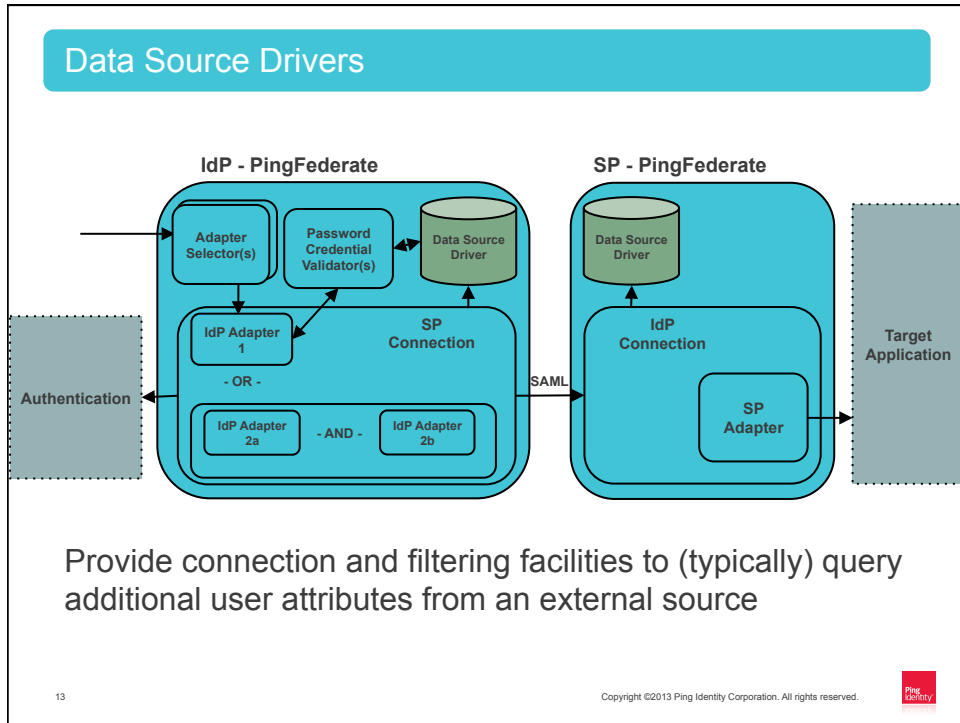 Data Source Drivers
IdP - PingFederate
SP - PingFederate
Adapter
Selector(s)
Password
Credential
Validator(s)
Data Source
Driver
Data Source
Driver
IdP Adapter
1
SP
Connection
IdP
Connection
Target
Application
Authentication
- OR -
SAML
IdP Adapter
2a
- AND -
IdP Adapter
2b
SP
Adapter
Provide connection and filtering facilities to (typically) query
additional user attributes from an external source
13
Copyright ©2013 Ping Identity Corporation. All rights reserved.
Ping
Identity